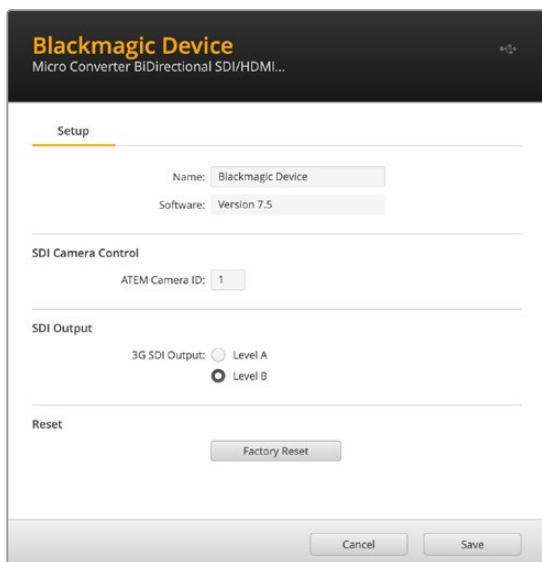 Blackmagic Device
Micro Converter BiDirectional SDI/HDMI...
Setup
Name: Blackmagic Device
Software: Version 7.5
SDI Camera Control
ATEM Camera ID: 1
SDI Output
3G SDI Output: Level A
Level B
Reset
Factory Reset
Cancel Save